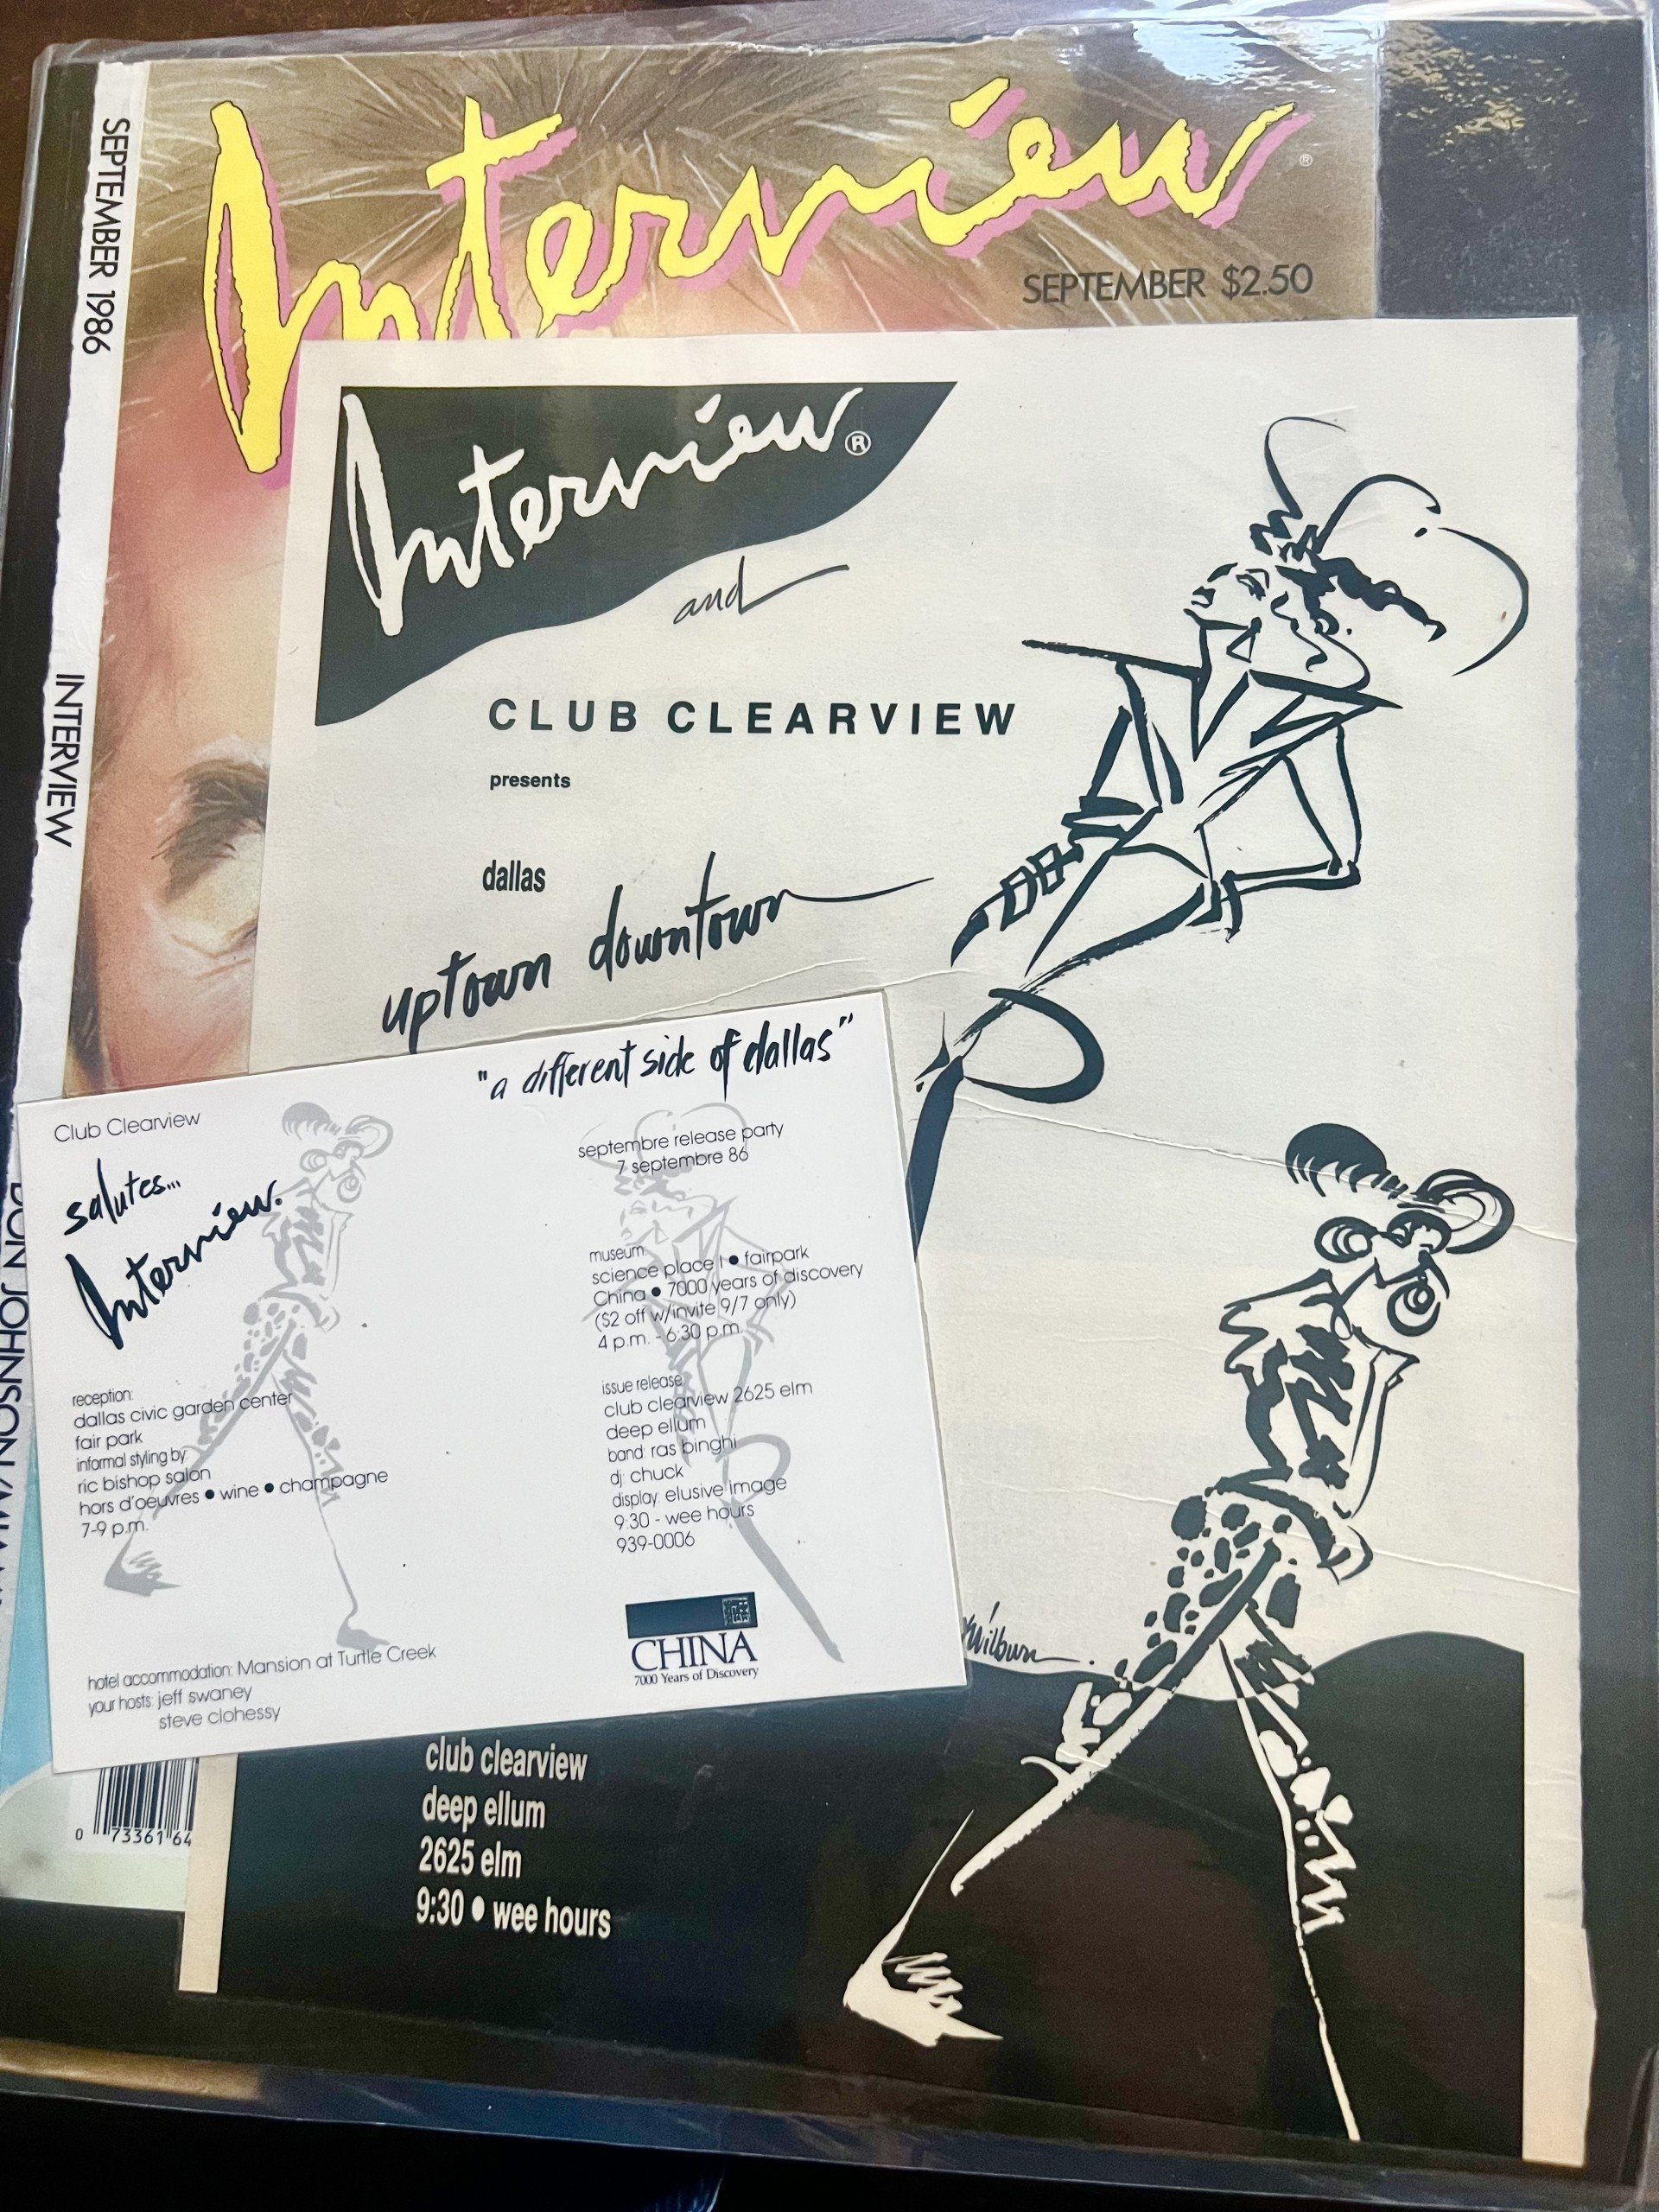 SEPTEMBER 1986
INTERVIEW
Interview®
SEPTEMBER $2.50
Interview®
and
CLUB CLEARVIEW
presents
dallas
uptown downtown
"a different side of dallas"
Club Clearview
salutes...
Interview.
reception:
dallas civic garden center
fair park
informal styling by:
ric bishop salon
hors d'oeuvres • wine • champagne
7-9 p.m.
hotel accommodation: Mansion at Turtle Creek
your hosts: jeff swaney
steve clohessy
septembre release party
7 septembre 86
museum:
science place I • fairpark
China • 7000 years of discovery
($2 off w/invite 9/7 only)
4 p.m. - 6:30 p.m.
issue release:
club clearview 2625 elm
deep ellum
band: ras binghi
dj: chuck
display: elusive image
9:30 - wee hours
939-0006
CHINA
7000 Years of Discovery
Wilburn
DON JOHNSON
club clearview
deep ellum
2625 elm
9:30 • wee hours
0 73361 64